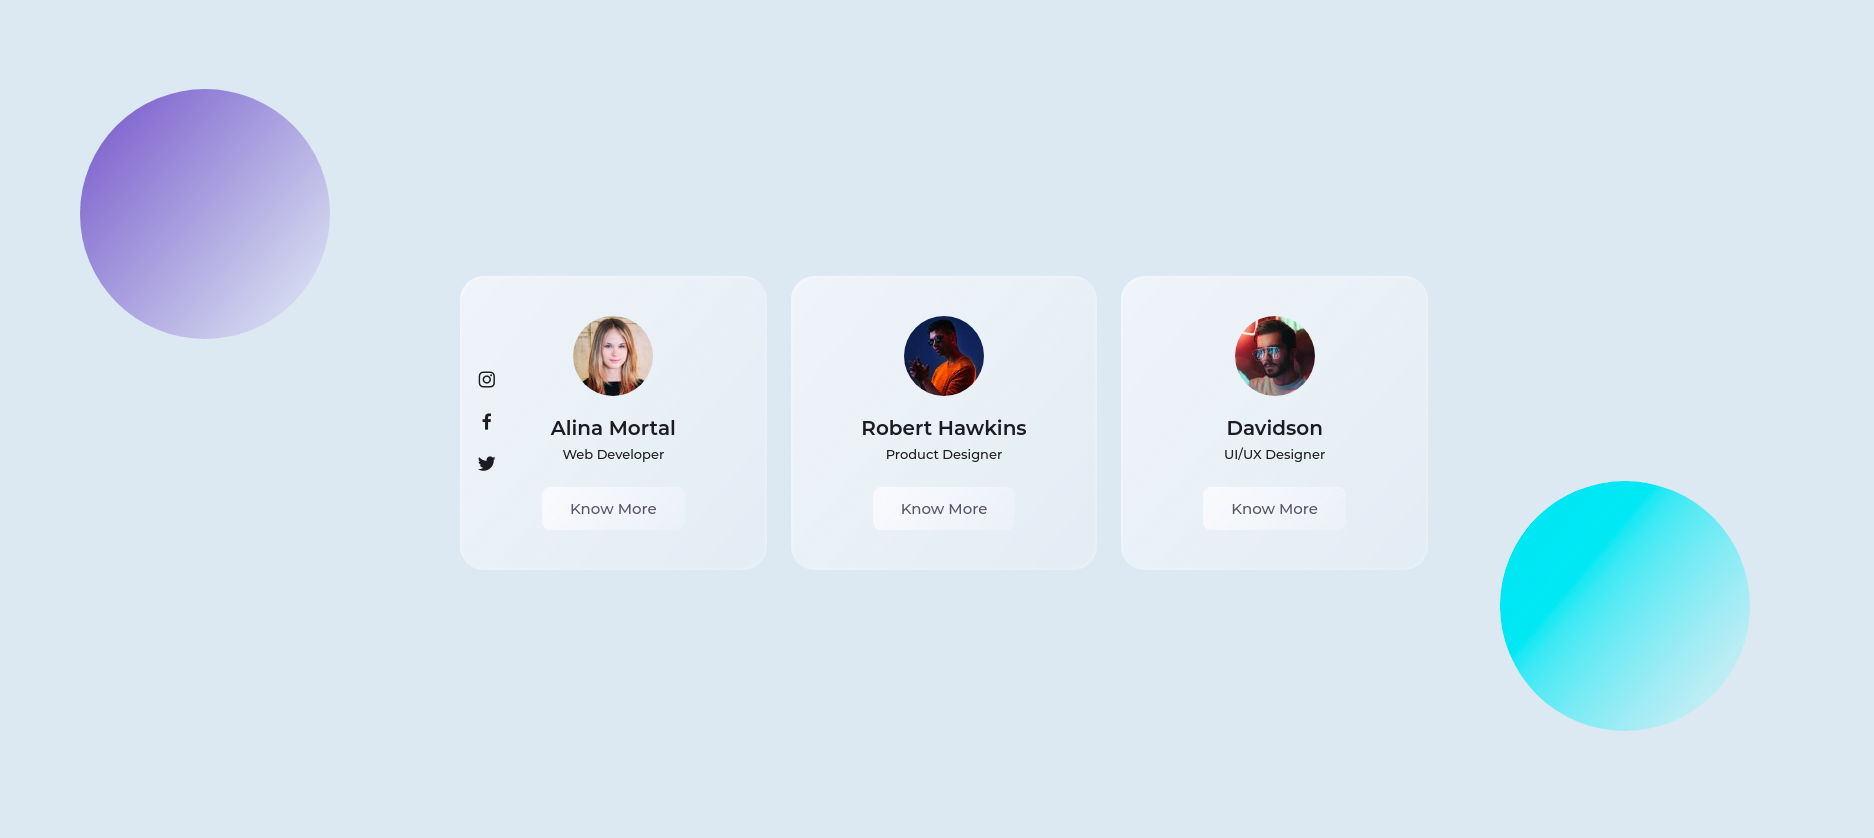 Alina Mortal
Web Developer
Know More
Robert Hawkins
Product Designer
Know More
Davidson
UI/UX Designer
Know More